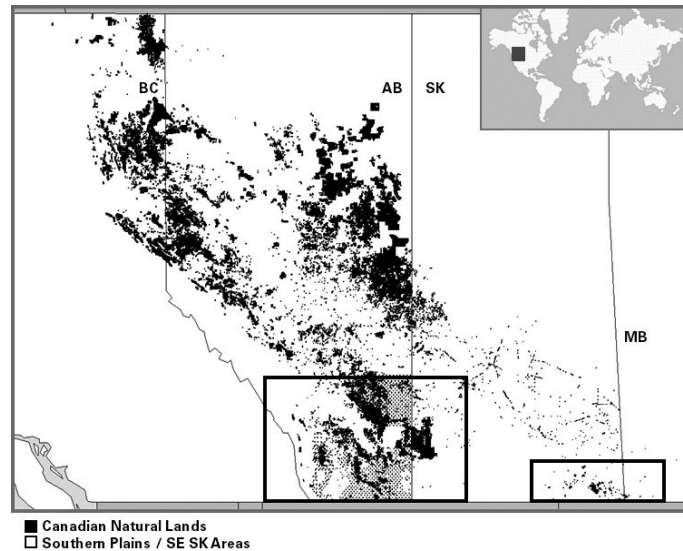 BC
AB
SK
MB
Canadian Natural Lands
Southern Plains / SE SK Areas